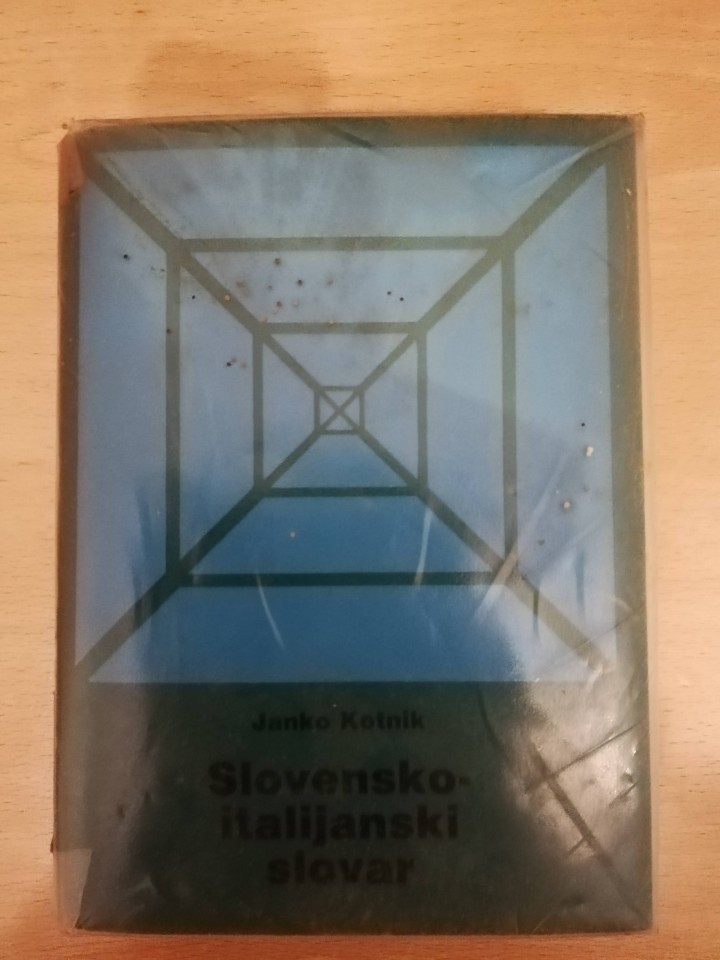 Janko Kotnik
Slovensko-
italijanski
slovar